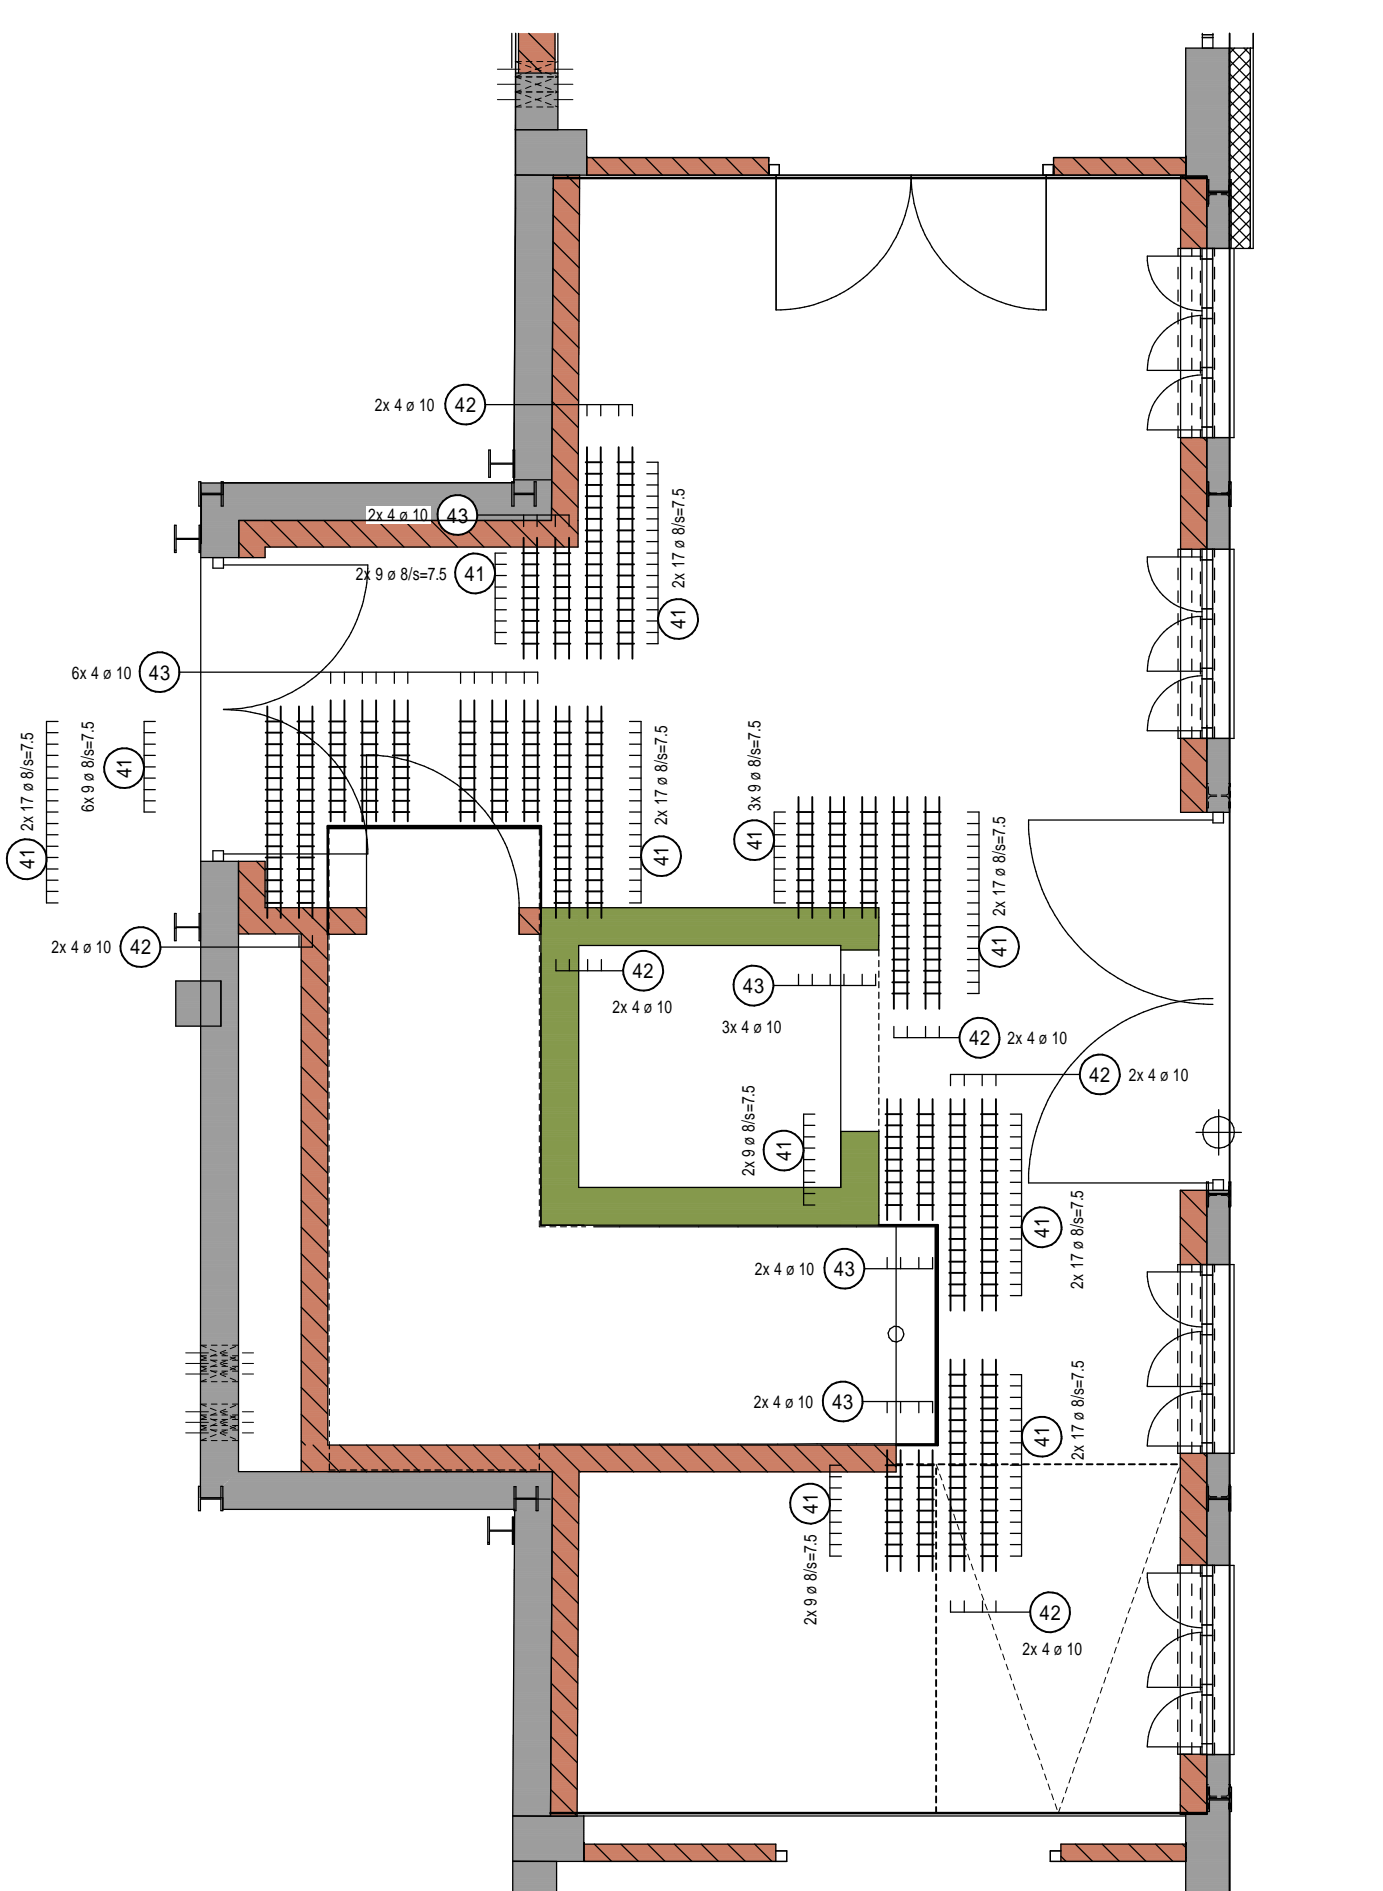 2x 4 ø 10 42
2x 4 ø 10 43
2x 17 ø 8/s=7.5
41
2x 9 ø 8/s=7.5 41
6x 4 ø 10 43
2x 17 ø 8/s=7.5
41
6x 9 ø 8/s=7.5
41
2x 17 ø 8/s=7.5
41
3x 9 ø 8/s=7.5
41
2x 17 ø 8/s=7.5
41
2x 4 ø 10 42
42
2x 4 ø 10
43
3x 4 ø 10
42 2x 4 ø 10
42 2x 4 ø 10
2x 9 ø 8/s=7.5
41
41
2x 17 ø 8/s=7.5
2x 4 ø 10 43
2x 4 ø 10 43
2x 17 ø 8/s=7.5
41
41
2x 9 ø 8/s=7.5
42
2x 4 ø 10